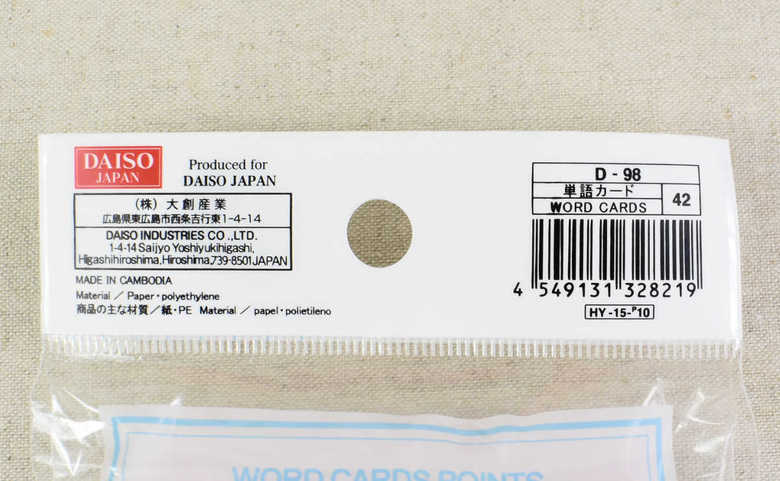 DAISO
JAPAN
Produced for
DAISO JAPAN
(株) 大創産業
広島県東広島市西条吉行東1-4-14
DAISO INDUSTRIES CO.,LTD.
1-4-14 Saijyo Yoshiyukihigashi,
Higashihiroshima,Hiroshima,739-8501JAPAN
MADE IN CAMBODIA
Material / Paper・polyethylene
商品の主な材質/紙・PE Material / papel・polietileno
D - 98
単語カード
WORD CARDS
42
4 549131 328219
HY -15-P10
WORD CARDS POINTS